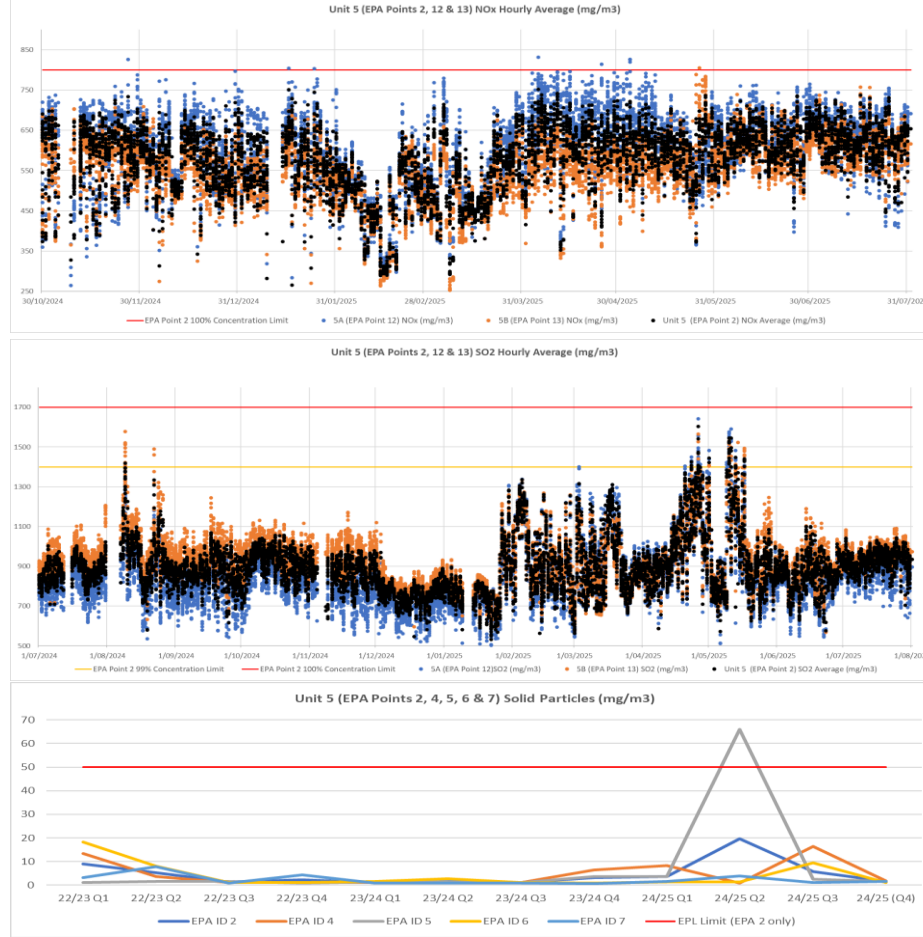 Unit 5 (EPA Points 2, 12 & 13) NOx Hourly Average (mg/m3)
850
750
650
550
450
350
250
30/10/2024 30/11/2024 31/12/2024 31/01/2025 28/02/2025 31/03/2025 30/04/2025 31/05/2025 30/06/2025 31/07/202
EPA Point 2 100% Concentration Limit 5A (EPA Point 12) NOx (mg/m3) 5B (EPA Point 13) NOx (mg/m3) Unit 5 (EPA Point 2) NOx Average (mg/m3)
Unit 5 (EPA Points 2, 12 & 13) SO2 Hourly Average (mg/m3)
1700
1500
1300
1100
900
700
500
1/07/2024 1/08/2024 1/09/2024 1/10/2024 1/11/2024 1/12/2024 1/01/2025 1/02/2025 1/03/2025 1/04/2025 1/05/2025 1/06/2025 1/07/2025 1/08/
EPA Point 2 99% Concentration Limit EPA Point 2 100% Concentration Limit 5A (EPA Point 12)SO2 (mg/m3) 5B (EPA Point 13) SO2 (mg/m3) Unit 5 (EPA Point 2) SO2 Average (mg/m3)
Unit 5 (EPA Points 2, 4, 5, 6 & 7) Solid Particles (mg/m3)
70
60
50
40
30
20
10
0
22/23 Q1 22/23 Q2 22/23 Q3 22/23 Q4 23/24 Q1 23/24 Q2 23/24 Q3 23/24 Q4 24/25 Q1 24/25 Q2 24/25 Q3 24/25 (Q4)
EPA ID 2 EPA ID 4 EPA ID 5 EPA ID 6 EPA ID 7 EPL Limit (EPA 2 only)